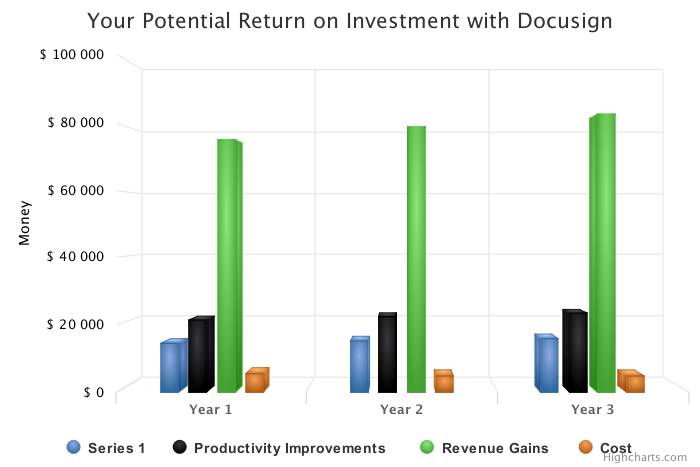 Your Potential Return on Investment with Docusign
Money
$ 100 000
$ 80 000
$ 60 000
$ 40 000
$ 20 000
$ 0
Year 1 Year 2 Year 3
Series 1 Productivity Improvements Revenue Gains Cost
Highcharts.com